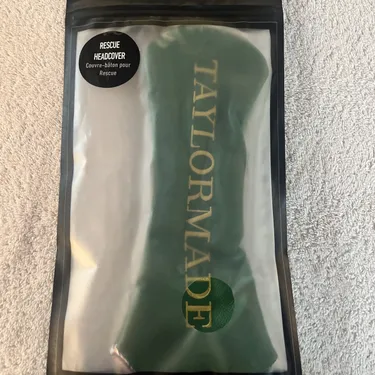 RESCUE
HEADCOVER
Couvre-bâton pour
Rescue
TAYLORMADE